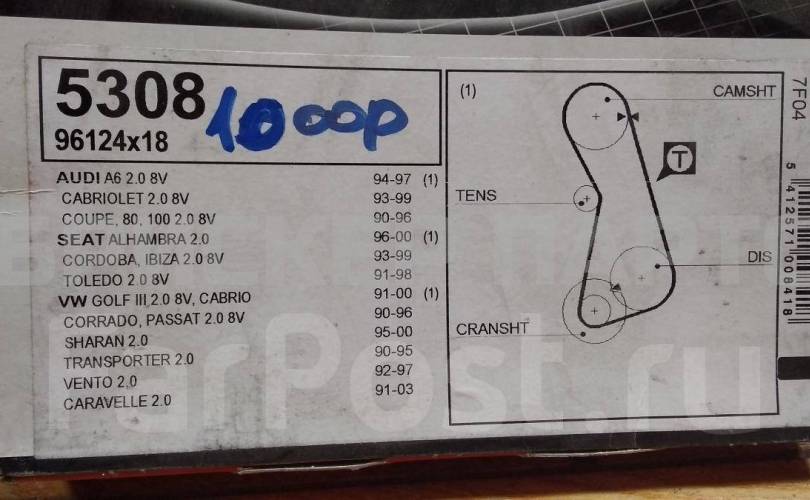 5308
96124x18
1000р
AUDI A6 2.0 8V 94-97 (1)
CABRIOLET 2.0 8V 93-99
COUPE, 80, 100 2.0 8V 90-96
SEAT ALHAMBRA 2.0 96-00 (1)
CORDOBA, IBIZA 2.0 8V 93-99
TOLEDO 2.0 8V 91-98
VW GOLF III 2.0 8V, CABRIO 91-00 (1)
CORRADO, PASSAT 2.0 8V 90-96
SHARAN 2.0 95-00
TRANSPORTER 2.0 90-95
VENTO 2.0 92-97
CARAVELLE 2.0 91-03
(1)
CAMSHT
T
TENS
DIS
CRANSHT
7F04
5 412571 008418
FarPost.ru